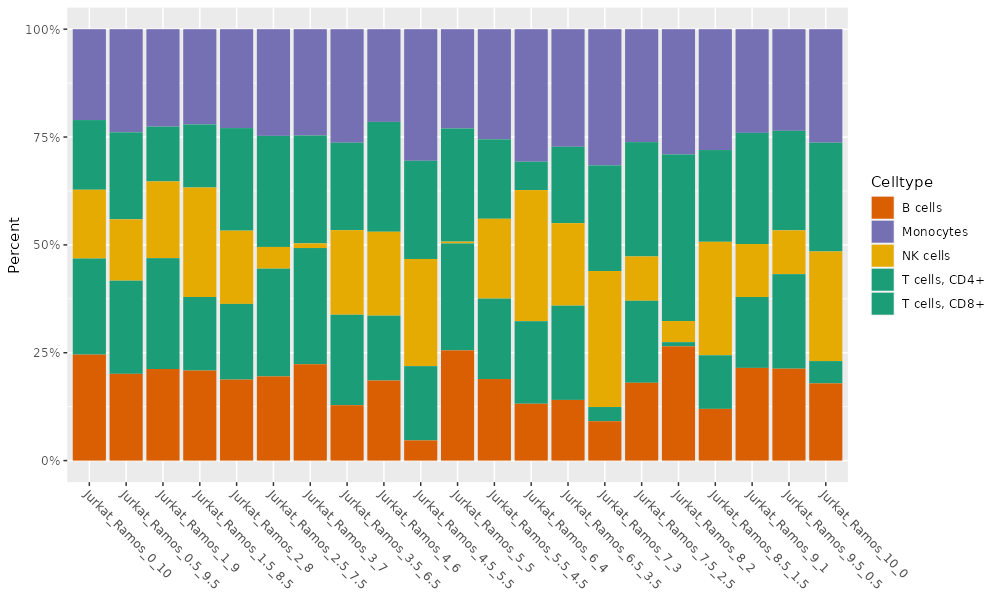 100%
75%
50%
25%
0%
Percent
Jurkat_Ramos_0_10
Jurkat_Ramos_0.5_9.5
Jurkat_Ramos_1_9
Jurkat_Ramos_1.5_8.5
Jurkat_Ramos_2_8
Jurkat_Ramos_2.5_7.5
Jurkat_Ramos_3_7
Jurkat_Ramos_3.5_6.5
Jurkat_Ramos_4_6
Jurkat_Ramos_4.5_5.5
Jurkat_Ramos_5_5
Jurkat_Ramos_5.5_4.5
Jurkat_Ramos_6_4
Jurkat_Ramos_6.5_3.5
Jurkat_Ramos_7_3
Jurkat_Ramos_7.5_2.5
Jurkat_Ramos_8_2
Jurkat_Ramos_8.5_1.5
Jurkat_Ramos_9_1
Jurkat_Ramos_9.5_0.5
Jurkat_Ramos_10_0
Celltype
B cells
Monocytes
NK cells
T cells, CD4+
T cells, CD8+